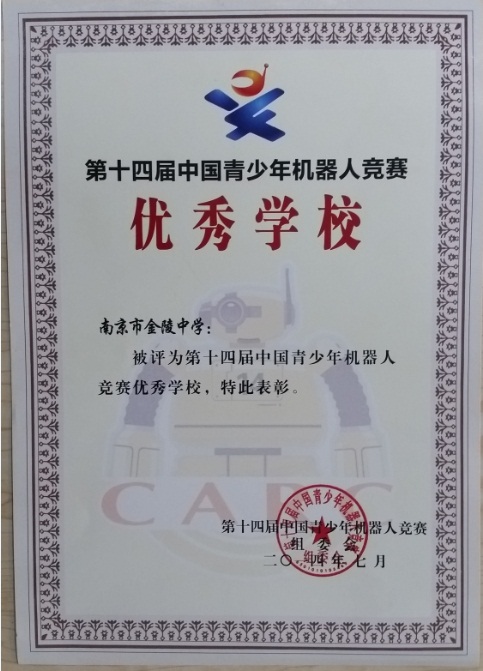 第十四届中国青少年机器人竞赛
优秀学校
南京市金陵中学：
被评为第十四届中国青少年机器人
竞赛优秀学校，特此表彰。
CARC
第十四届中国青少年机器人竞赛
组委会
二〇一四年七月